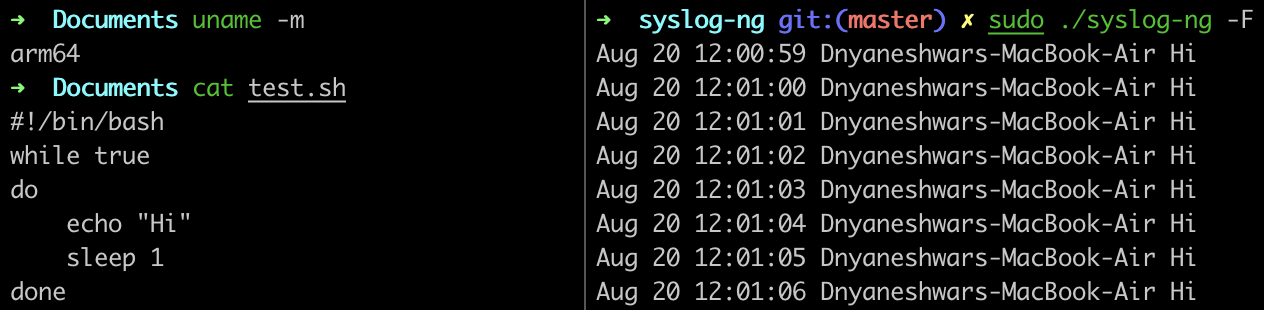 ➜  Documents uname -m
arm64
➜  Documents cat test.sh
#!/bin/bash
while true
do
    echo "Hi"
    sleep 1
done
➜  syslog-ng git:(master) ✗ sudo ./syslog-ng -F
Aug 20 12:00:59 Dnyaneshwars-MacBook-Air Hi
Aug 20 12:01:00 Dnyaneshwars-MacBook-Air Hi
Aug 20 12:01:01 Dnyaneshwars-MacBook-Air Hi
Aug 20 12:01:02 Dnyaneshwars-MacBook-Air Hi
Aug 20 12:01:03 Dnyaneshwars-MacBook-Air Hi
Aug 20 12:01:04 Dnyaneshwars-MacBook-Air Hi
Aug 20 12:01:05 Dnyaneshwars-MacBook-Air Hi
Aug 20 12:01:06 Dnyaneshwars-MacBook-Air Hi